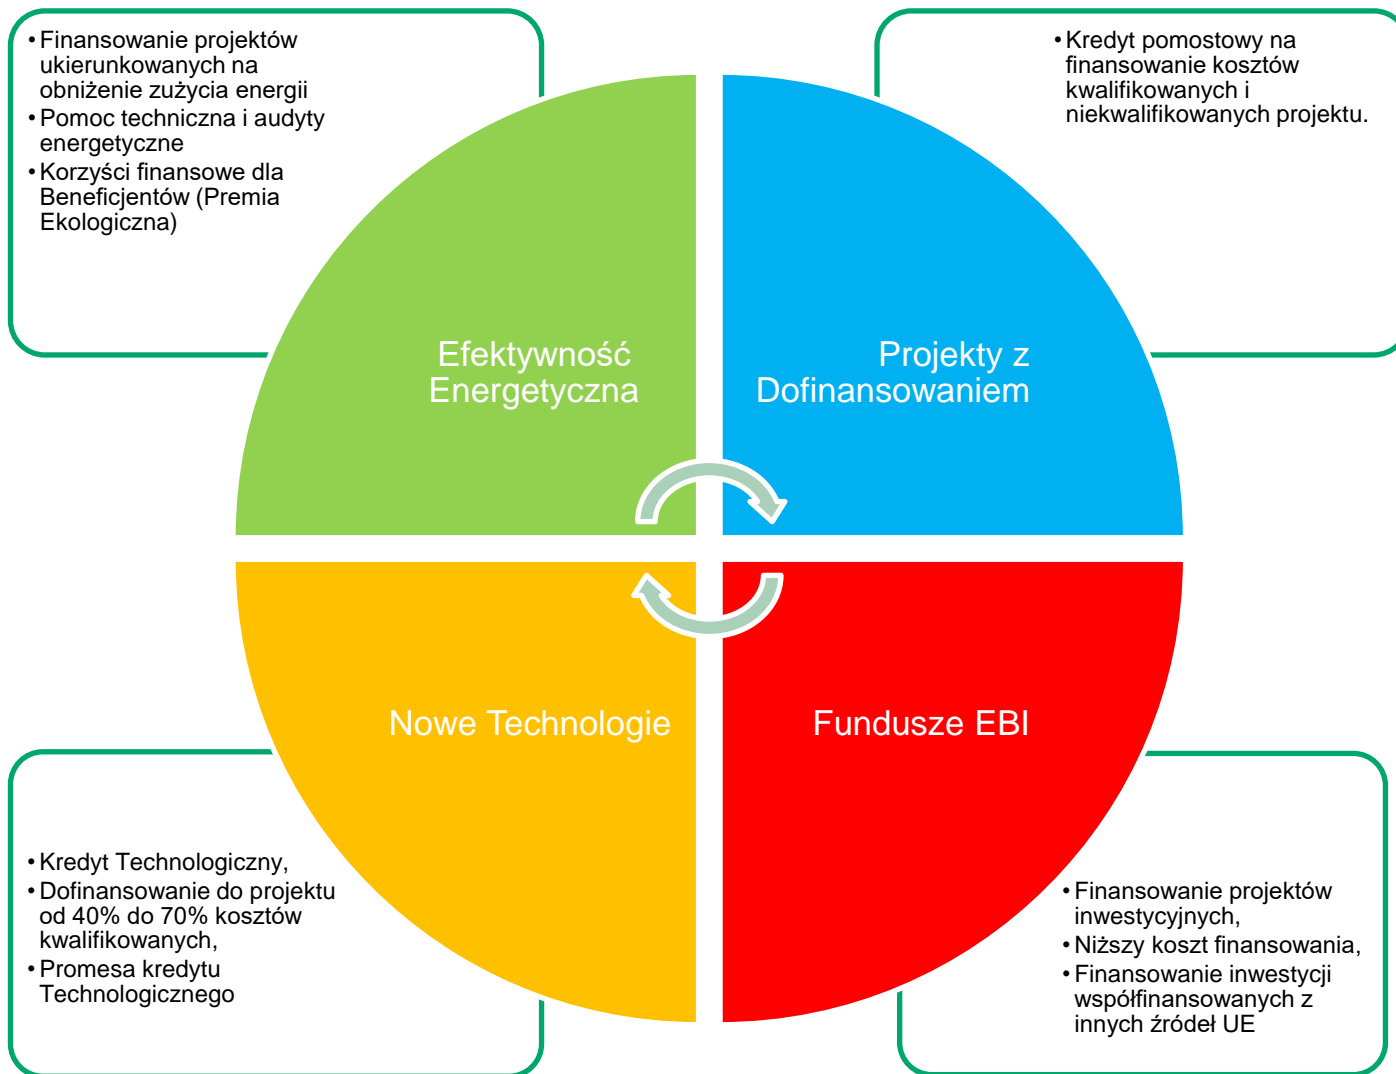 • Finansowanie projektów
ukierunkowanych na
obniżenie zużycia energii
• Pomoc techniczna i audyty
energetyczne
• Korzyści finansowe dla
Beneficjentów (Premia
Ekologiczna)
• Kredyt pomostowy na
finansowanie kosztów
kwalifikowanych i
niekwalifikowanych projektu.
Efektywność
Energetyczna
Projekty z
Dofinansowaniem
Nowe Technologie
Fundusze EBI
• Kredyt Technologiczny,
• Dofinansowanie do projektu
od 40% do 70% kosztów
kwalifikowanych,
• Promesa kredytu
Technologicznego
• Finansowanie projektów
inwestycyjnych,
• Niższy koszt finansowania,
• Finansowanie inwestycji
współfinansowanych z
innych źródeł UE